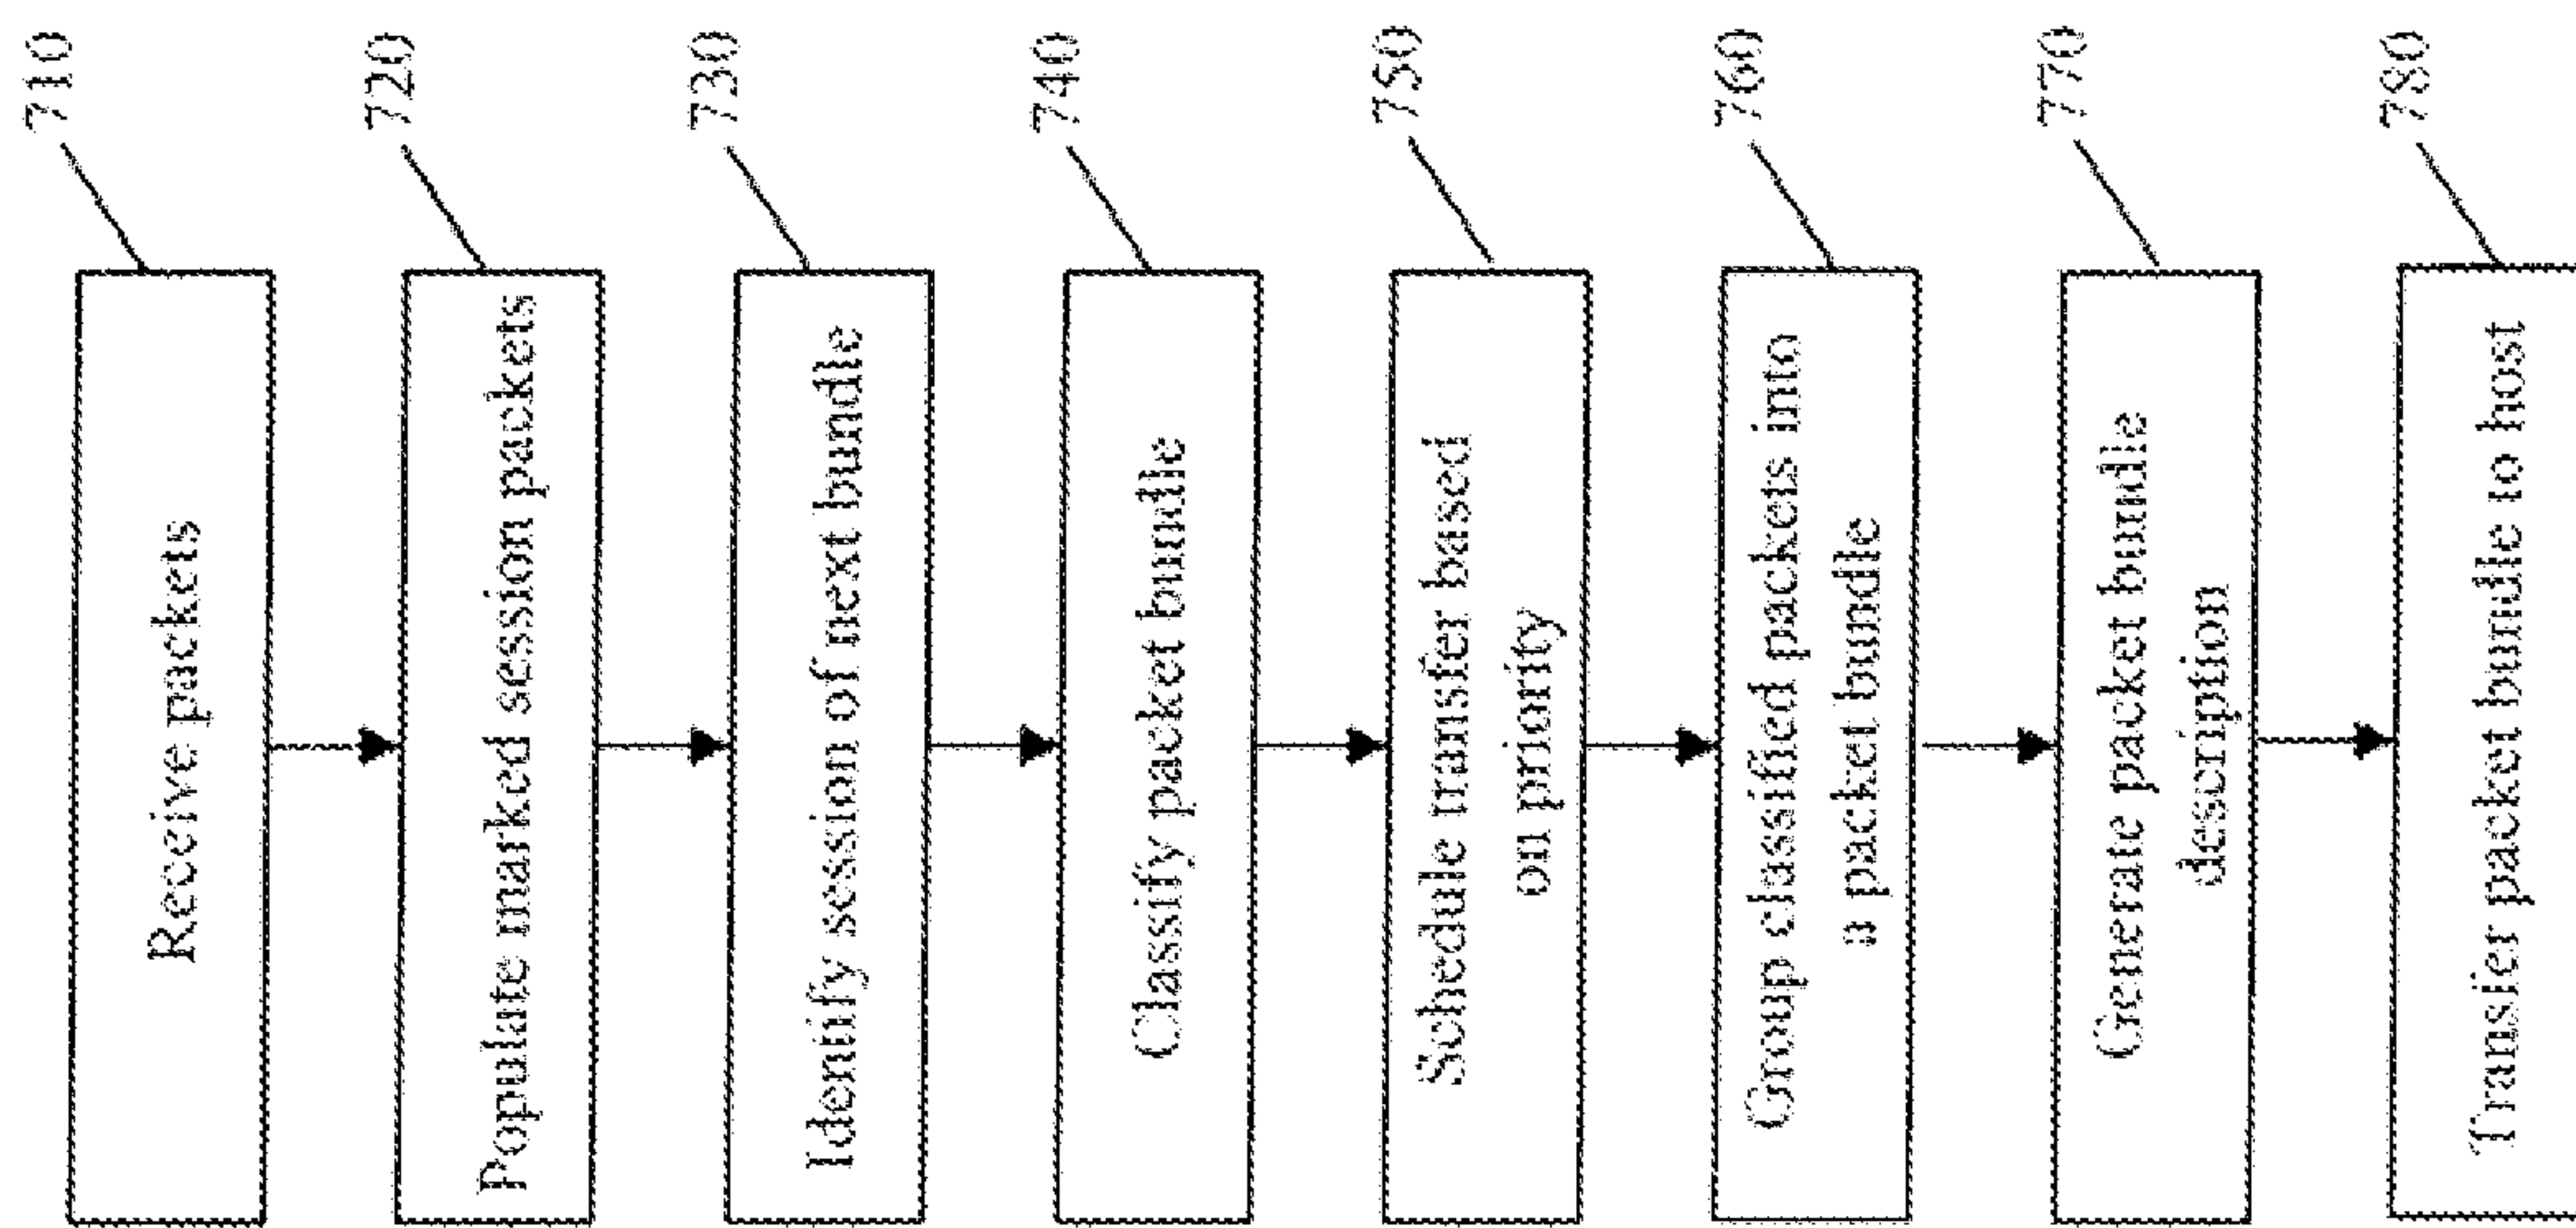 Receive packets
710
Populate marked session packets
720
Identify session of next bundle
730
Classify packet bundle
740
Schedule transfer based
on priority
750
Group classified packets into
a packet bundle
760
Generate packet bundle
description
770
Transfer packet bundle to host
780